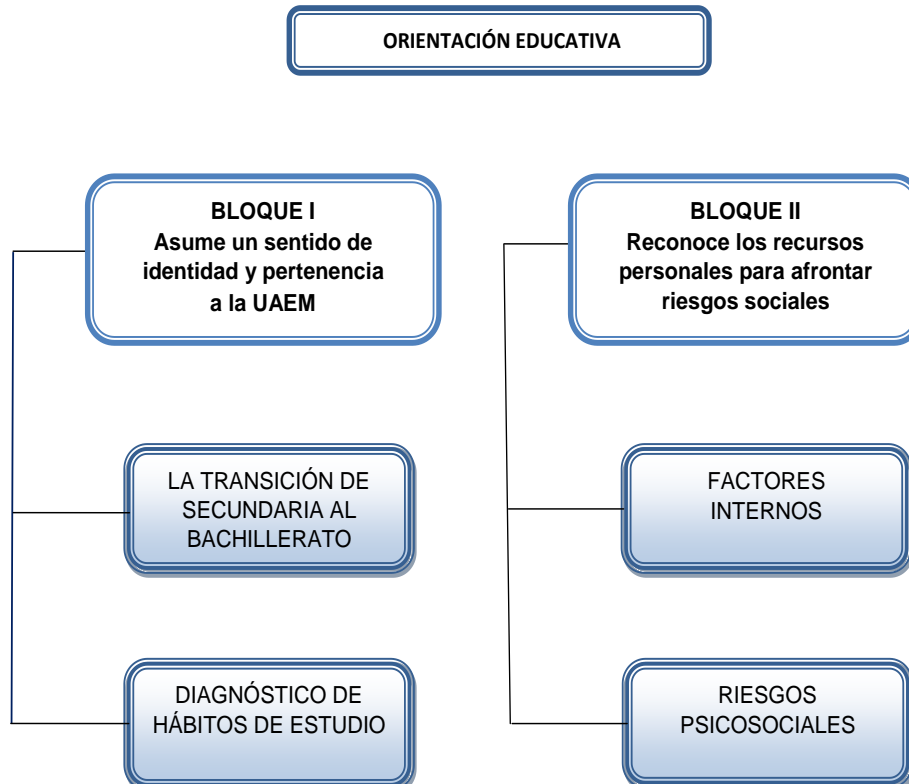 ORIENTACIÓN EDUCATIVA
BLOQUE I
Asume un sentido de
identidad y pertenencia
a la UAEM
BLOQUE II
Reconoce los recursos
personales para afrontar
riesgos sociales
LA TRANSICIÓN DE
SECUNDARIA AL
BACHILLERATO
FACTORES
INTERNOS
DIAGNÓSTICO DE
HÁBITOS DE ESTUDIO
RIESGOS
PSICOSOCIALES